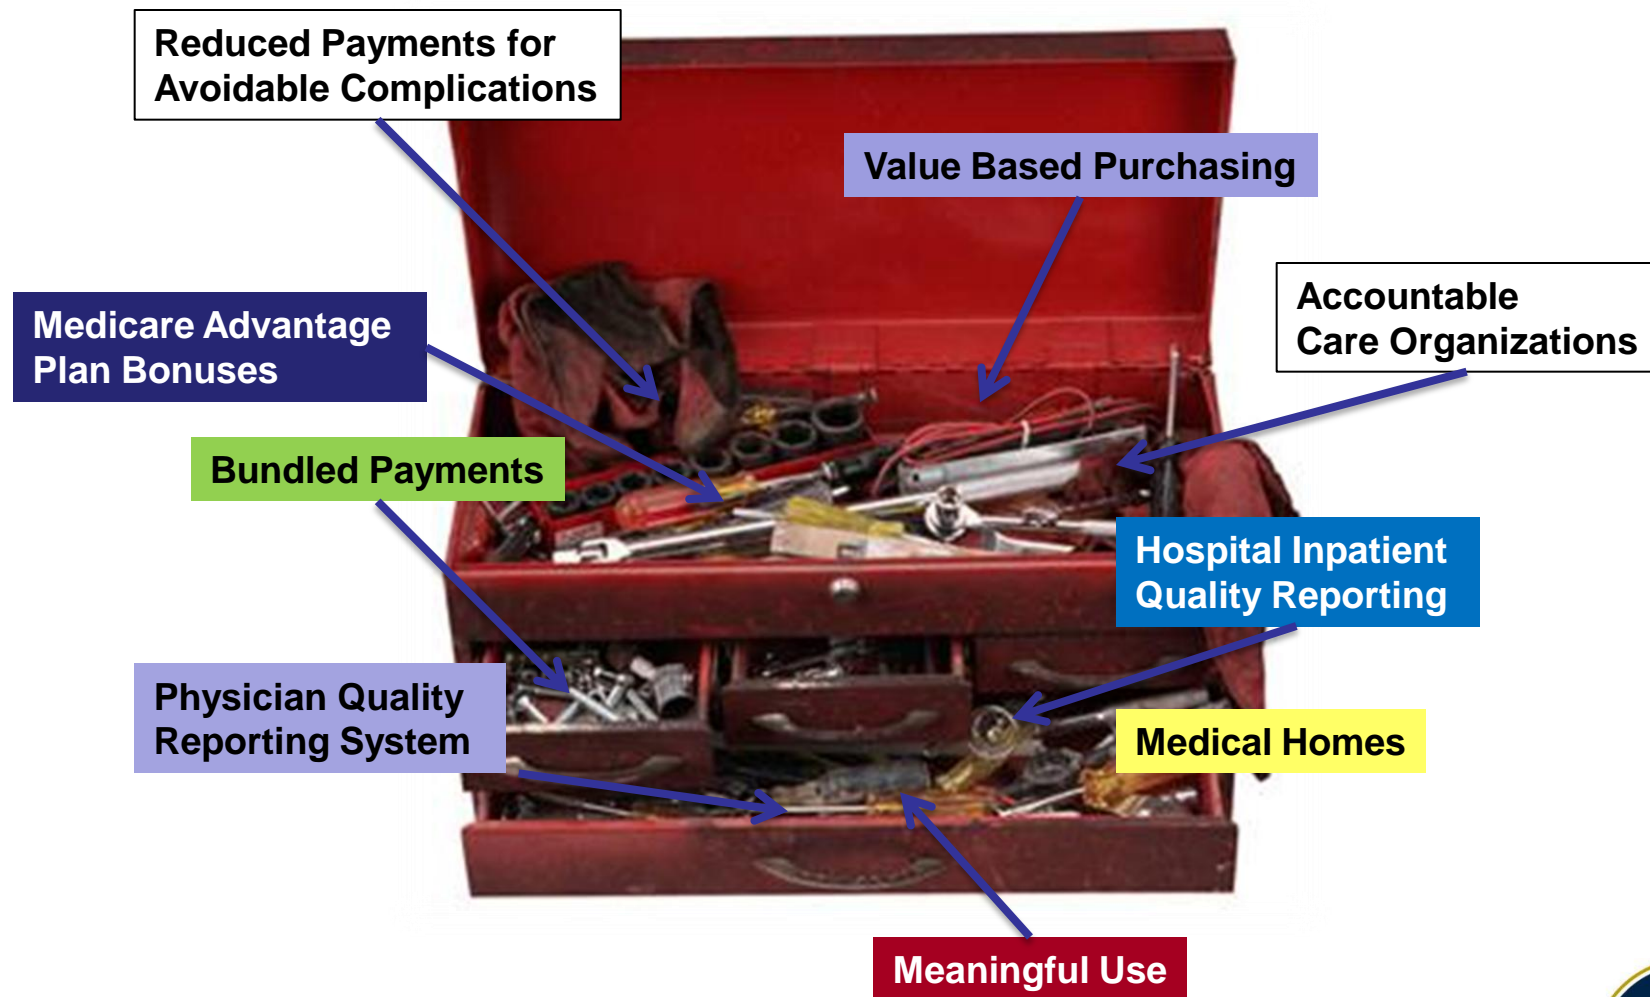 Reduced Payments for
Avoidable Complications
Value Based Purchasing
Accountable
Care Organizations
Medicare Advantage
Plan Bonuses
Bundled Payments
Hospital Inpatient
Quality Reporting
Physician Quality
Reporting System
Medical Homes
Meaningful Use